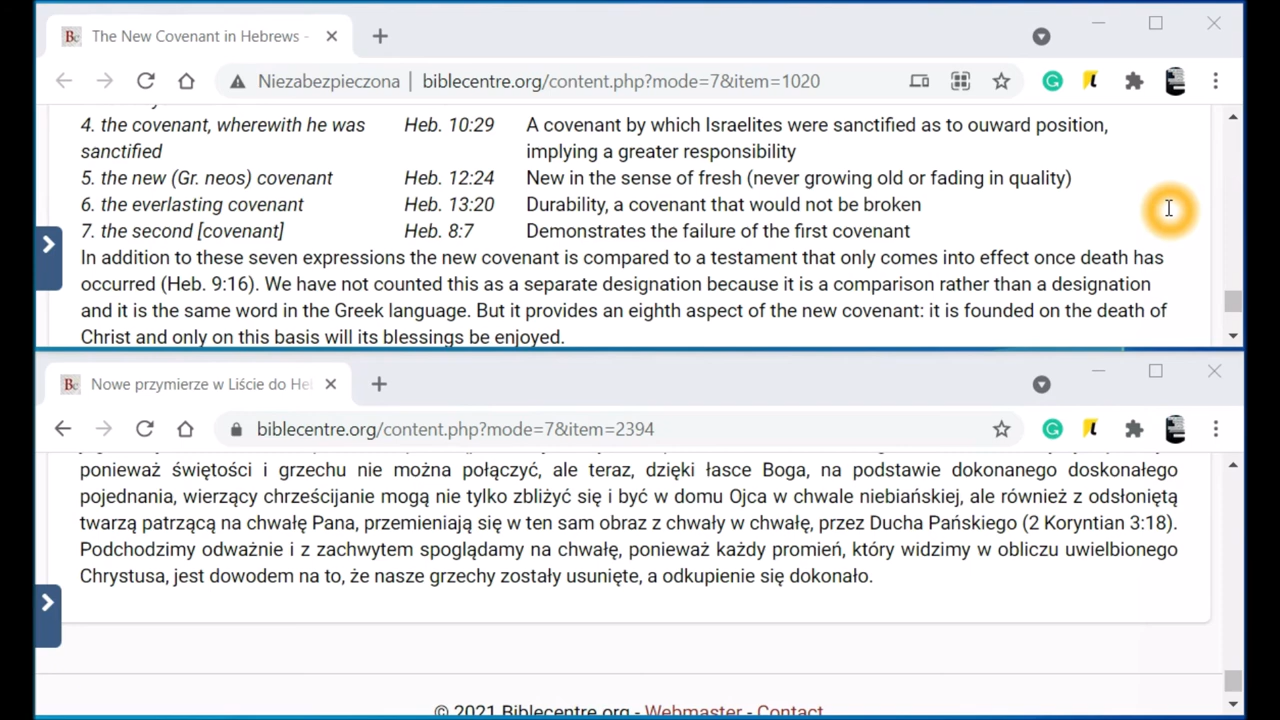 The New Covenant in Hebrews -
Niezabezpieczona | biblecentre.org/content.php?mode=7&item=1020
4. the covenant, wherewith he was sanctified Heb. 10:29 A covenant by which Israelites were sanctified as to ouward position, implying a greater responsibility
5. the new (Gr. neos) covenant Heb. 12:24 New in the sense of fresh (never growing old or fading in quality)
6. the everlasting covenant Heb. 13:20 Durability, a covenant that would not be broken
7. the second [covenant] Heb. 8:7 Demonstrates the failure of the first covenant
In addition to these seven expressions the new covenant is compared to a testament that only comes into effect once death has
occurred (Heb. 9:16). We have not counted this as a separate designation because it is a comparison rather than a designation
and it is the same word in the Greek language. But it provides an eighth aspect of the new covenant: it is founded on the death of
Christ and only on this basis will its blessings be enjoyed.
Nowe przymierze w Liście do He
biblecentre.org/content.php?mode=7&item=2394
ponieważ świętości i grzechu nie można połączyć, ale teraz, dzięki łasce Boga, na podstawie dokonanego doskonałego
pojednania, wierzący chrześcijanie mogą nie tylko zbliżyć się i być w domu Ojca w chwale niebiańskiej, ale również z odsłoniętą
twarzą patrzącą na chwałę Pana, przemieniają się w ten sam obraz z chwały w chwałę, przez Ducha Pańskiego (2 Koryntian 3:18).
Podchodzimy odważnie i z zachwytem spoglądamy na chwałę, ponieważ każdy promień, który widzimy w obliczu uwielbionego
Chrystusa, jest dowodem na to, że nasze grzechy zostały usunięte, a odkupienie się dokonało.
© 2021 Biblecentre.org - Webmaster - Contact